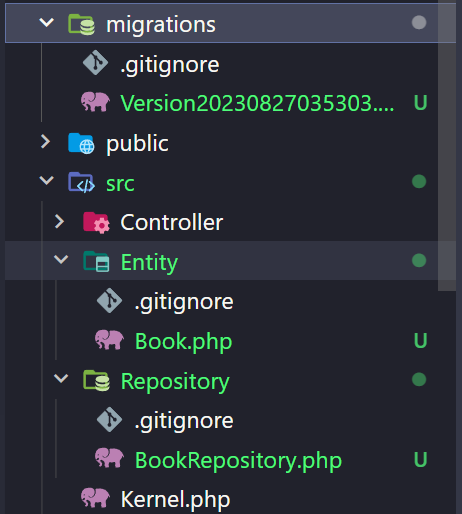 migrations
.gitignore
Version20230827035303.... U
public
src
Controller
Entity
.gitignore
Book.php U
Repository
.gitignore
BookRepository.php U
Kernel.php